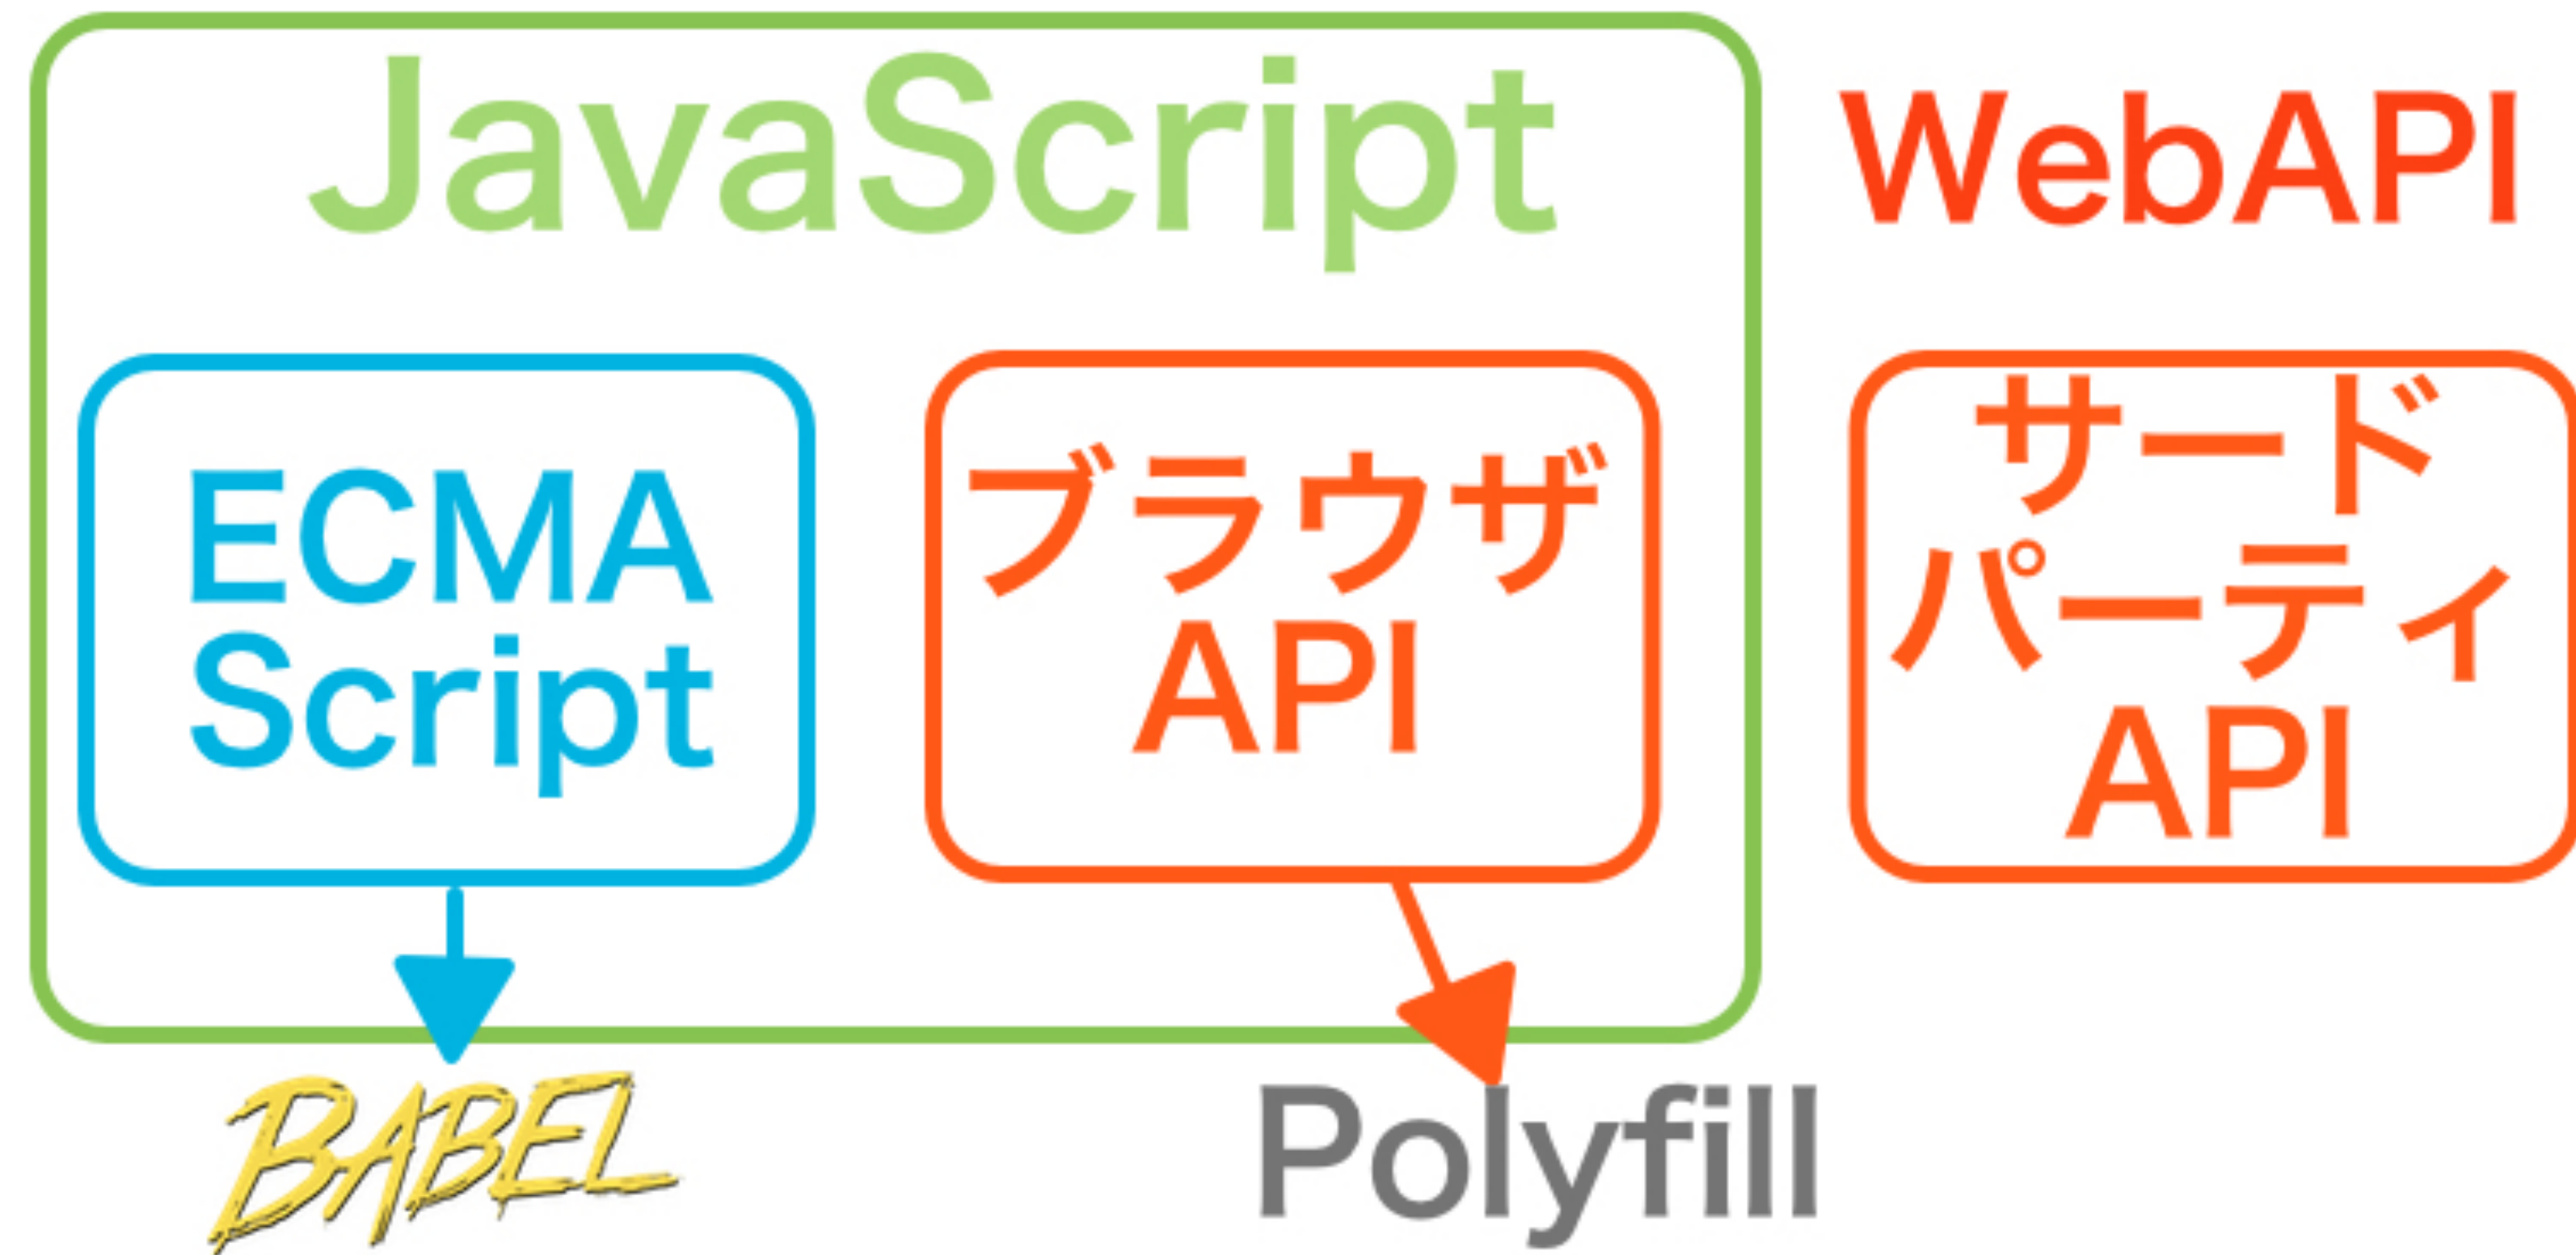 JavaScript
WebAPI
ECMA
Script
ブラウザ
API
サード
パーティ
API
BABEL
Polyfill